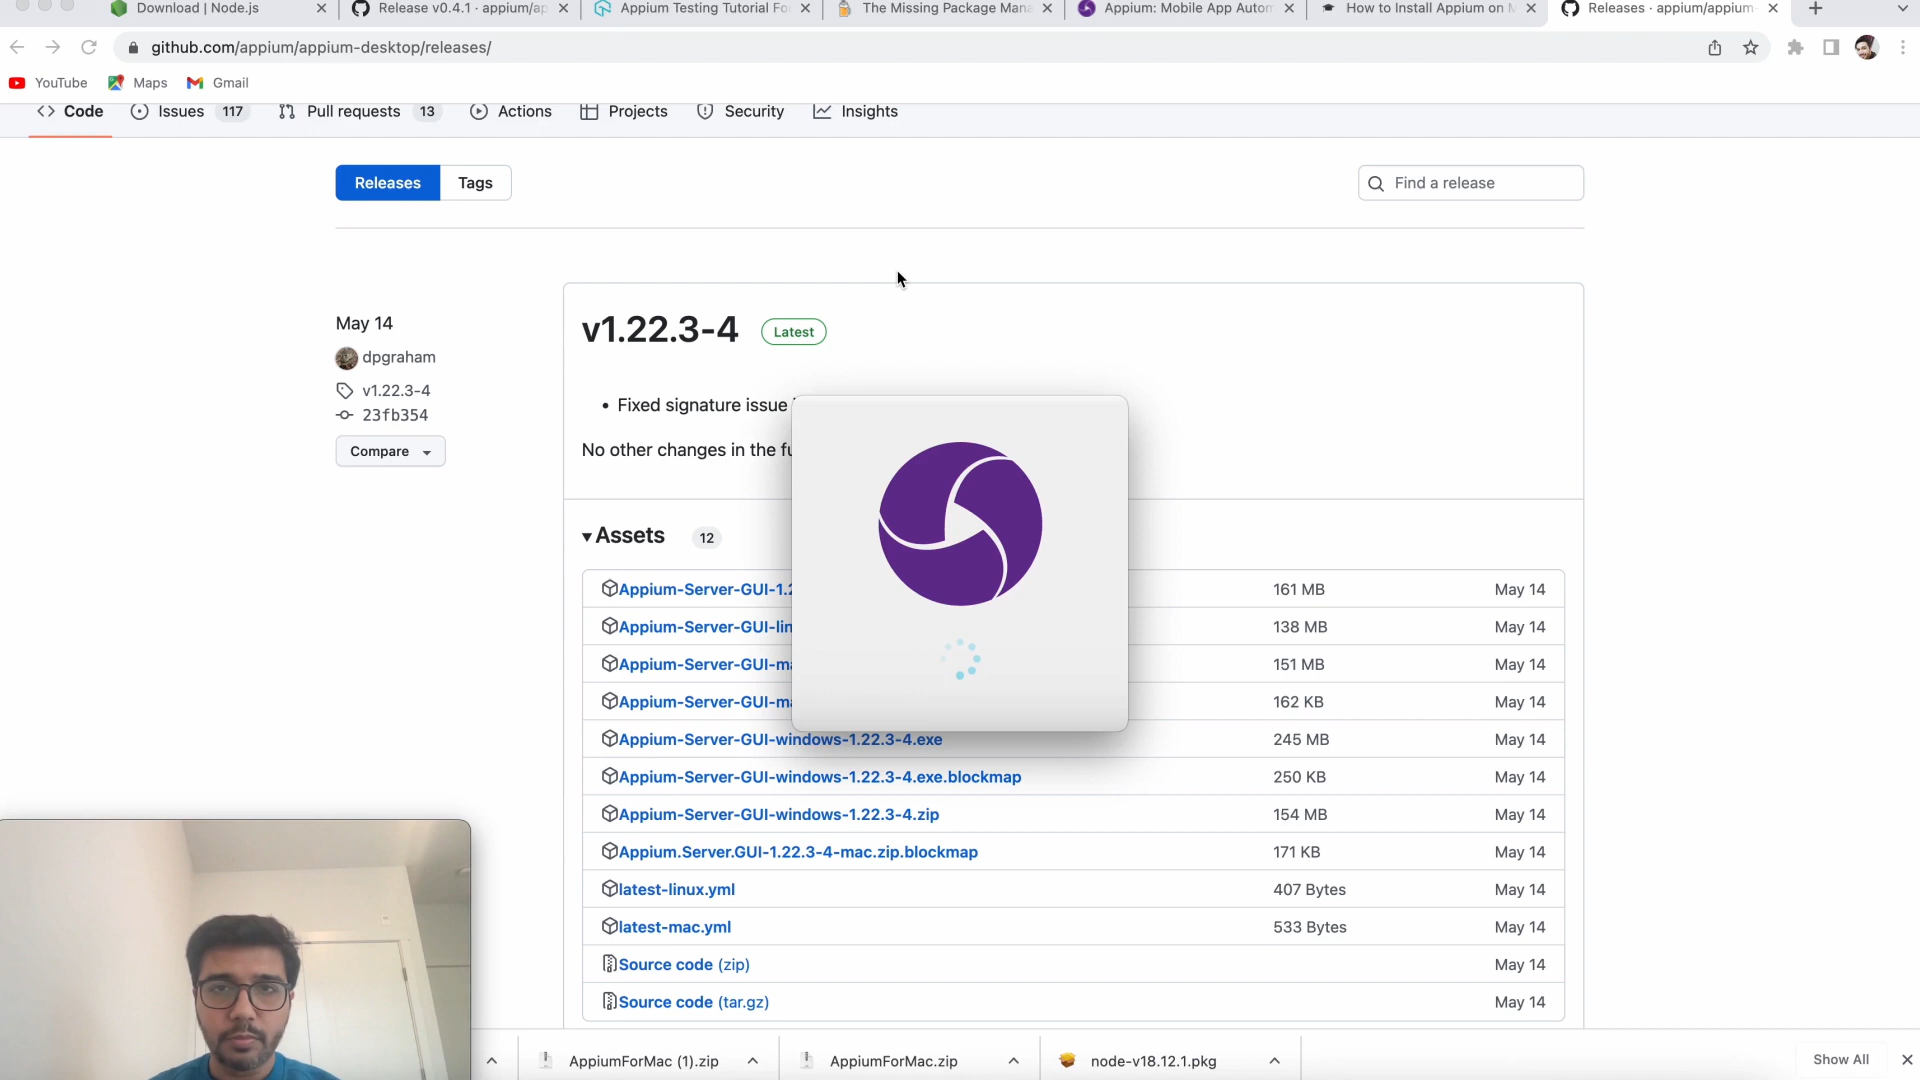 Download | Node.js
Release v0.4.1 · appium/ap
Appium Testing Tutorial Fo
The Missing Package Mana
Appium: Mobile App Autom
How to Install Appium on M
Releases · appium/appium-
github.com/appium/appium-desktop/releases/
YouTube
Maps
Gmail
Code
Issues 117
Pull requests 13
Actions
Projects
Security
Insights
Releases
Tags
Find a release
May 14
dpgraham
v1.22.3-4
23fb354
Compare
v1.22.3-4 Latest
• Fixed signature issue
No other changes in the fu
Assets 12
Appium-Server-GUI-1.2 161 MB May 14
Appium-Server-GUI-lin 138 MB May 14
Appium-Server-GUI-ma 151 MB May 14
Appium-Server-GUI-ma 162 KB May 14
Appium-Server-GUI-windows-1.22.3-4.exe 245 MB May 14
Appium-Server-GUI-windows-1.22.3-4.exe.blockmap 250 KB May 14
Appium-Server-GUI-windows-1.22.3-4.zip 154 MB May 14
Appium.Server.GUI-1.22.3-4-mac.zip.blockmap 171 KB May 14
latest-linux.yml 407 Bytes May 14
latest-mac.yml 533 Bytes May 14
Source code (zip) May 14
Source code (tar.gz) May 14
AppiumForMac (1).zip
AppiumForMac.zip
node-v18.12.1.pkg
Show All